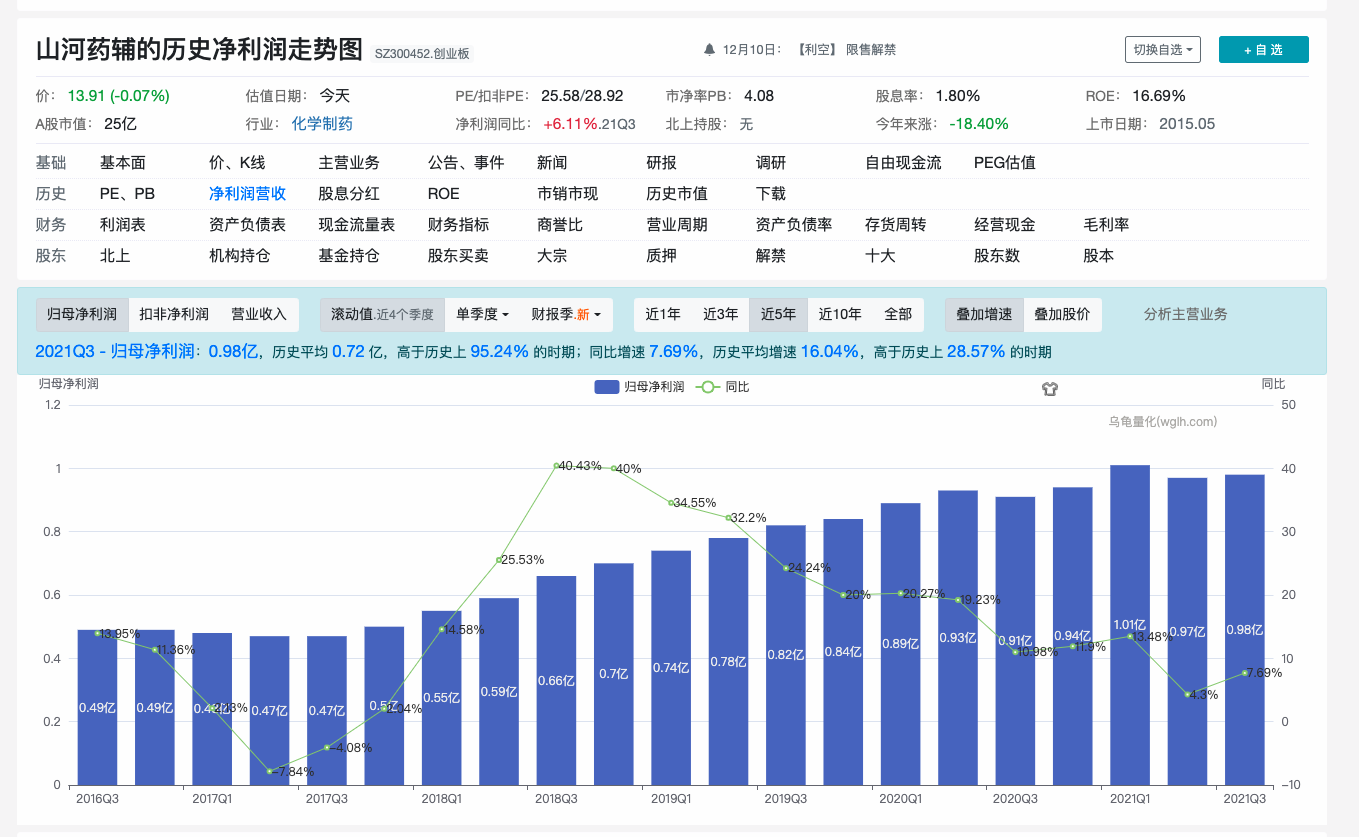 山河药辅的历史净利润走势图 SZ300452.创业板 12月10日: 【利空】 限售解禁 切换自选 + 自 选
价: 13.91 (-0.07%) 估值日期: 今天 PE/扣非PE: 25.58/28.92 市净率PB: 4.08 股息率: 1.80% ROE: 16.69%
A股市值: 25亿 行业: 化学制药 净利润同比: +6.11%.21Q3 北上持股: 无 今年来涨: -18.40% 上市日期: 2015.05
基础 基本面 价、K线 主营业务 公告、事件 新闻 研报 调研 自由现金流 PEG估值
历史 PE、PB 净利润营收 股息分红 ROE 市销市现 历史市值 下载
财务 利润表 资产负债表 现金流量表 财务指标 商誉比 营业周期 资产负债率 存货周转 经营现金 毛利率
股东 北上 机构持仓 基金持仓 股东买卖 大宗 质押 解禁 十大 股东数 股本
归母净利润 扣非净利润 营业收入 滚动值.近4个季度 单季度 财报季.新 近1年 近3年 近5年 近10年 全部 叠加增速 叠加股价 分析主营业务
2021Q3 - 归母净利润: 0.98亿, 历史平均 0.72 亿, 高于历史上 95.24% 的时期; 同比增速 7.69%, 历史平均增速 16.04%, 高于历史上 28.57% 的时期
归母净利润 归母净利润 同比 同比
1.2 50
乌龟量化(wglh.com)
1 40
0.8 30
0.6 20
0.4 10
0.2 0
0 -10
13.95% 11.36% -7.84% -4.08% 2.04% 14.58% 25.53% 40.43% 40% 34.55% 32.2% 24.24% 20% 20.27% 19.23% 10.98% 11.9% 13.48% 4.3% 7.69%
0.49亿 0.49亿 0.47亿 0.47亿 0.55亿 0.59亿 0.66亿 0.7亿 0.74亿 0.78亿 0.82亿 0.84亿 0.89亿 0.93亿 0.91亿 0.94亿 1.01亿 0.97亿 0.98亿
2016Q3 2017Q1 2017Q3 2018Q1 2018Q3 2019Q1 2019Q3 2020Q1 2020Q3 2021Q1 2021Q3